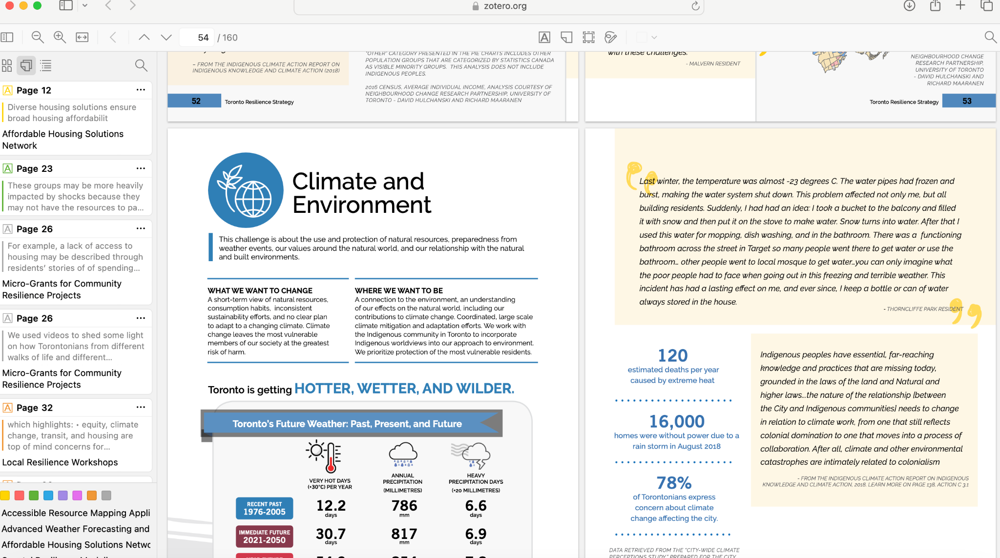 zotero.org
54 / 160
Page 12
Diverse housing solutions ensure
broad housing affordabilit
Affordable Housing Solutions
Network
Page 23
These groups may be more heavily
impacted by shocks because they
may not have the resources to pa...
Page 26
For example, a lack of access to
housing may be described through
residents' stories of of spending...
Micro-Grants for Community
Resilience Projects
Page 26
We used videos to shed some light
on how Torontonians from different
walks of life and different...
Micro-Grants for Community
Resilience Projects
Page 32
which highlights: • equity, climate
change, transit, and housing are
top of mind concerns for...
Local Resilience Workshops
Accessible Resource Mapping Appli
Advanced Weather Forecasting and
Affordable Housing Solutions Netwo
– FROM THE INDIGENOUS CLIMATE ACTION REPORT ON
INDIGENOUS KNOWLEDGE AND CLIMATE ACTION (2018)
"OTHER" CATEGORY PRESENTED IN THE PIE CHARTS INCLUDES OTHER
POPULATION GROUPS THAT ARE CATEGORIZED BY STATISTICS CANADA
AS VISIBLE MINORITY GROUPS. THIS ANALYSIS DOES NOT INCLUDE
INDIGENOUS PEOPLES.
2016 CENSUS, AVERAGE INDIVIDUAL INCOME, ANALYSIS COURTESY OF
NEIGHBOURHOOD CHANGE RESEARCH PARTNERSHIP, UNIVERSITY OF
TORONTO - DAVID HULCHANSKI AND RICHARD MAARANEN
52 Toronto Resilience Strategy
with these challenges.
- MALVERN RESIDENT
NEIGHBOURHOOD CHANGE
RESEARCH PARTNERSHIP,
UNIVERSITY OF TORONTO
- DAVID HULCHANSKI AND
RICHARD MAARANEN
Toronto Resilience Strategy 53
Climate and
Environment
This challenge is about the use and protection of natural resources, preparedness from
weather events, our values around the natural world, and our relationship with the natural
and built environments.
WHAT WE WANT TO CHANGE
A short-term view of natural resources,
consumption habits, inconsistent
sustainability efforts, and no clear plan
to adapt to a changing climate. Climate
change leaves the most vulnerable
members of our society at the greatest
risk of harm.
WHERE WE WANT TO BE
A connection to the environment, an understanding
of our effects on the natural world, including our
contributions to climate change. Coordinated, large scale
climate mitigation and adaptation efforts. We work with
the Indigenous community in Toronto to incorporate
Indigenous worldviews into our approach to environment.
We prioritize protection of the most vulnerable residents.
Toronto is getting HOTTER, WETTER, AND WILDER.
Toronto's Future Weather: Past, Present, and Future
VERY HOT DAYS
(+30°C) PER YEAR
ANNUAL
PRECIPITATION
(MILLIMETRES)
HEAVY
PRECIPITATION DAYS
(+20 MILLIMETRES)
RECENT PAST
1976-2005
12.2
days
786
mm
6.6
days
IMMEDIATE FUTURE
2021-2050
30.7
days
817
mm
6.9
days
Last winter, the temperature was almost -23 degrees C. The water pipes had frozen and
burst, making the water system shut down. This problem affected not only me, but all
building residents. Suddenly, I had had an idea: I took a bucket to the balcony and filled
it with snow and then put it on the stove to make water. Snow turns into water. After that I
used this water for mopping, dish washing, and in the bathroom. There was a functioning
bathroom across the street in Target so many people went there to get water or use the
bathroom... other people went to local mosque to get water...you can only imagine what
the poor people had to face when going out in this freezing and terrible weather. This
incident has had a lasting effect on me, and ever since, I keep a bottle or can of water
always stored in the house.
- THORNCLIFFE PARK RESIDENT
120
estimated deaths per year
caused by extreme heat
16,000
homes were without power due to a
rain storm in August 2018
78%
of Torontonians express
concern about climate
change affecting the city.
DATA RETRIEVED FROM THE "CITY-WIDE CLIMATE
PERCEPTIONS STUDY," PREPARED FOR THE CITY
Indigenous peoples have essential, far-reaching
knowledge and practices that are missing today,
grounded in the laws of the land and Natural and
higher laws...the nature of the relationship [between
the City and Indigenous communities] needs to change
in relation to climate work, from one that still reflects
colonial domination to one that moves into a process of
collaboration. After all, climate and other environmental
catastrophes are intimately related to colonialism
- FROM THE INDIGENOUS CLIMATE ACTION REPORT ON INDIGENOUS
KNOWLEDGE AND CLIMATE ACTION, 2018. LEARN MORE ON PAGE 138, ACTION C 3.1